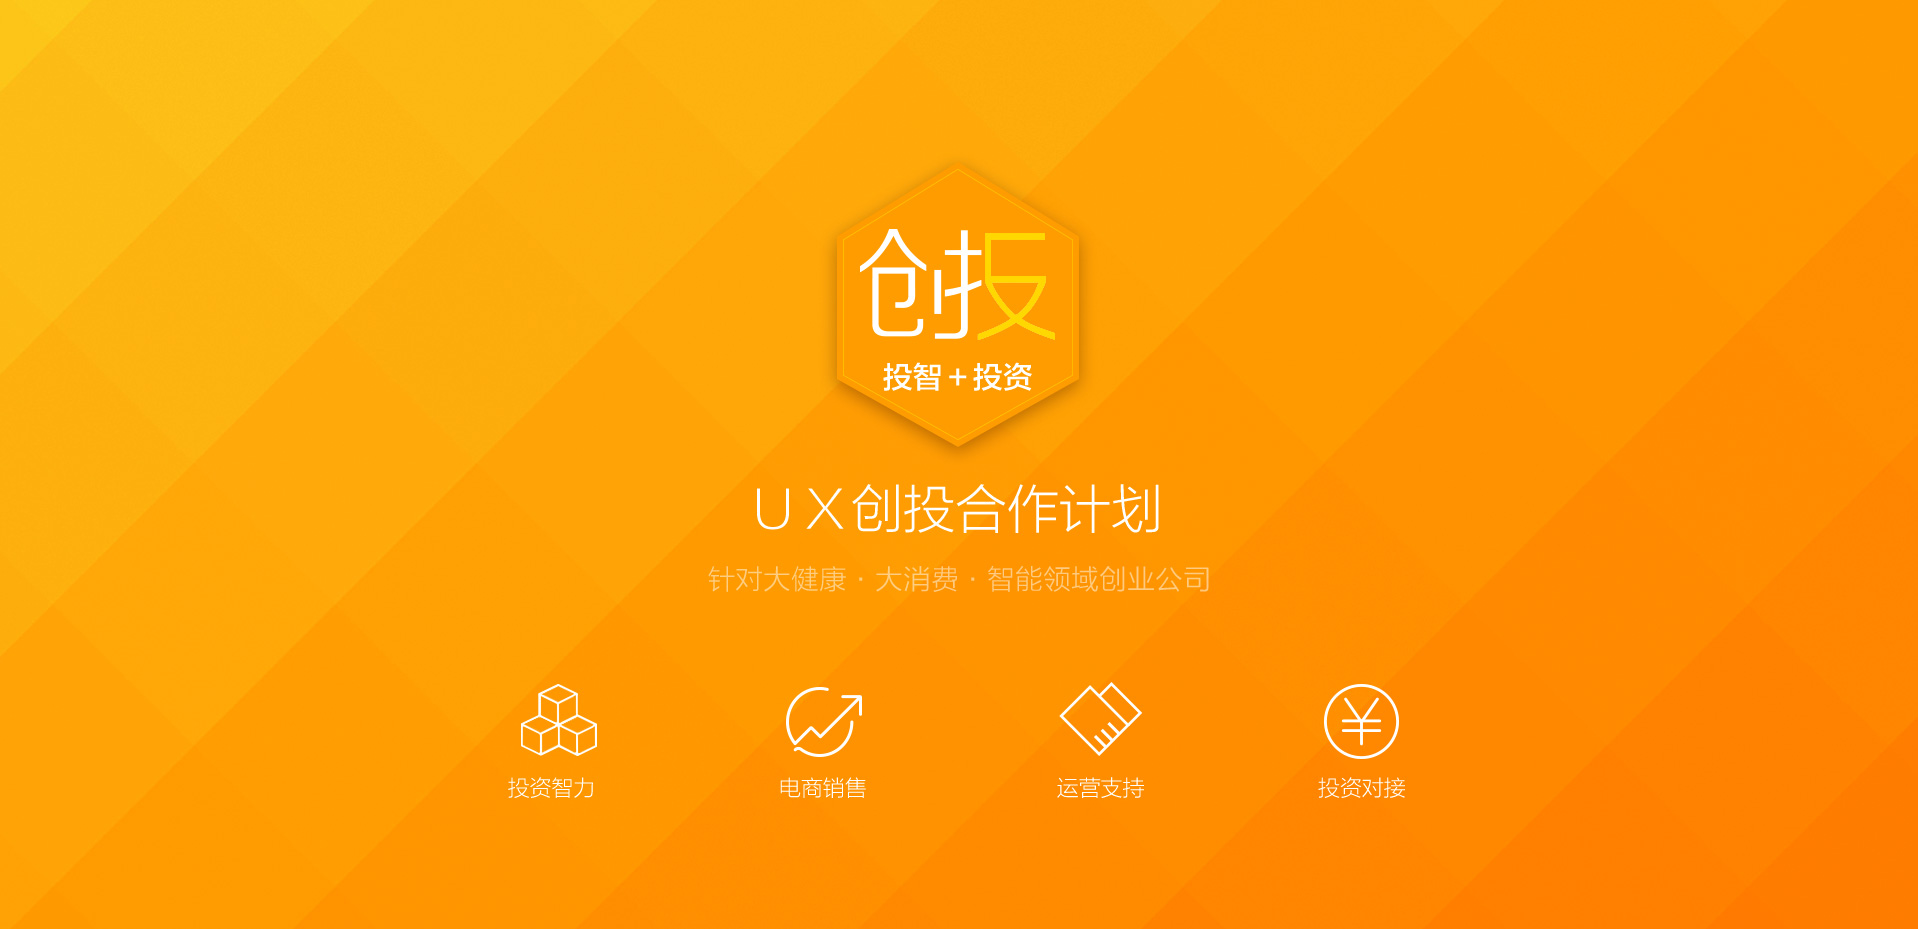 创投
投智+投资
UX创投合作计划
针对大健康·大消费·智能领域创业公司
投资智力
电商销售
运营支持
投资对接